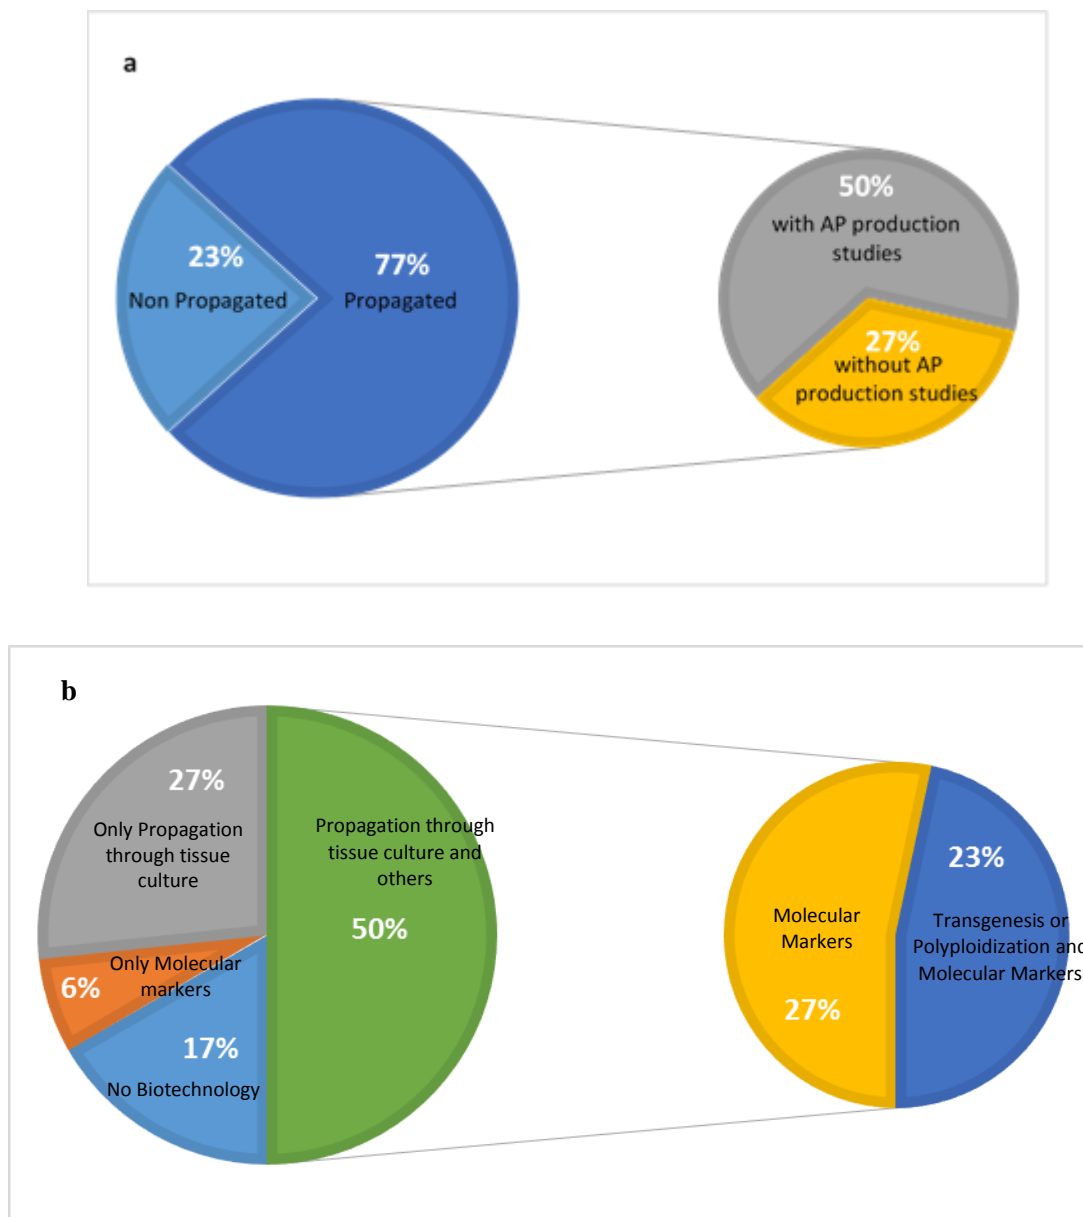 a
50%
with AP production
studies
23%
Non Propagated
77%
Propagated
27%
without AP
production studies
b
27%
Only Propagation
through tissue
culture
Propagation through
tissue culture and
others
50%
6%
Only Molecular
markers
17%
No Biotechnology
Molecular
Markers
27%
23%
Transgenesis or
Polyploidization and
Molecular Markers